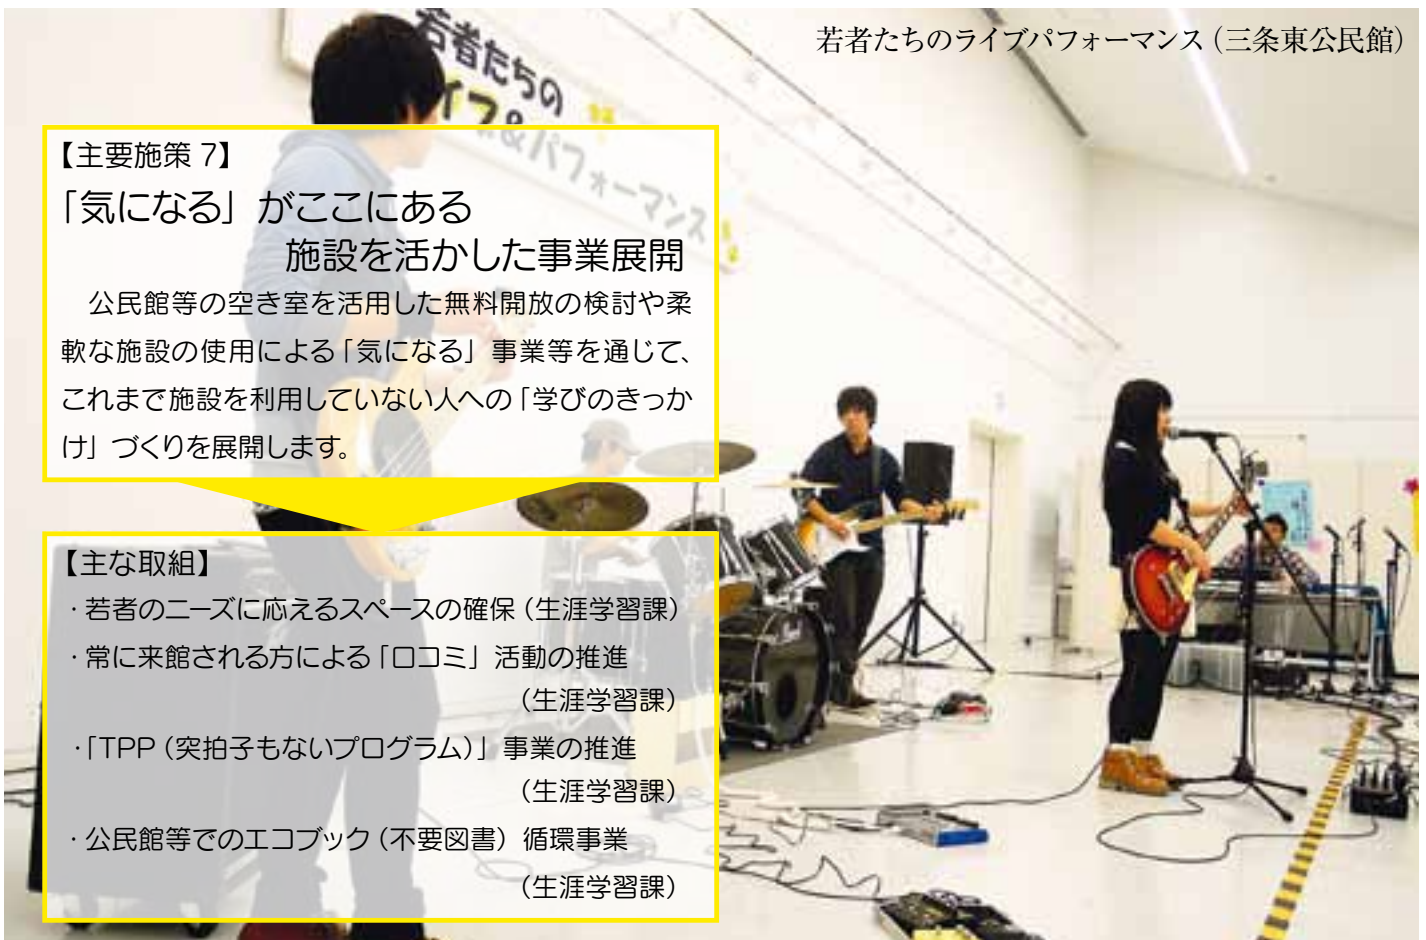 若者たちのライブパフォーマンス（三条東公民館）
若者たちの
イブ&パフォーマンス
【主要施策 7】
「気になる」がここにある
施設を活かした事業展開
公民館等の空き室を活用した無料開放の検討や柔
軟な施設の使用による「気になる」事業等を通じて、
これまで施設を利用していない人への「学びのきっか
け」づくりを展開します。
【主な取組】
・若者のニーズに応えるスペースの確保（生涯学習課）
・常に来館される方による「口コミ」活動の推進
（生涯学習課）
・「TPP（突拍子もないプログラム）」事業の推進
（生涯学習課）
・公民館等でのエコブック（不要図書）循環事業
（生涯学習課）